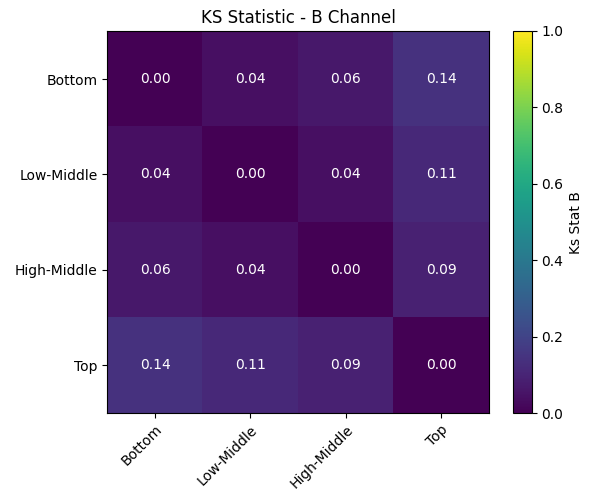 KS Statistic - B Channel
Bottom 0.00 0.04 0.06 0.14
Low-Middle 0.04 0.00 0.04 0.11
High-Middle 0.06 0.04 0.00 0.09
Top 0.14 0.11 0.09 0.00
Bottom Low-Middle High-Middle Top
1.0
0.8
0.6
0.4
0.2
0.0
Ks Stat B